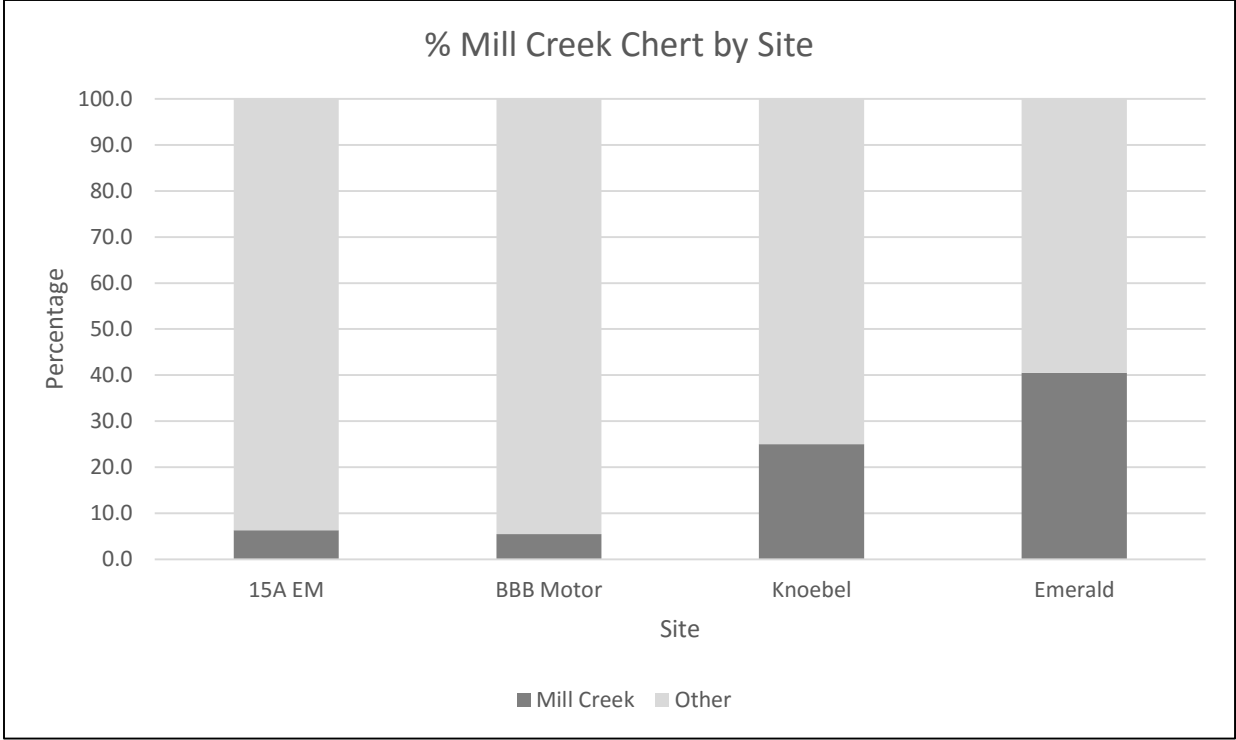 % Mill Creek Chert by Site
100.0
90.0
80.0
70.0
60.0
50.0
40.0
30.0
20.0
10.0
0.0
Percentage
15A EM BBB Motor Knoebel Emerald
Site
Mill Creek Other